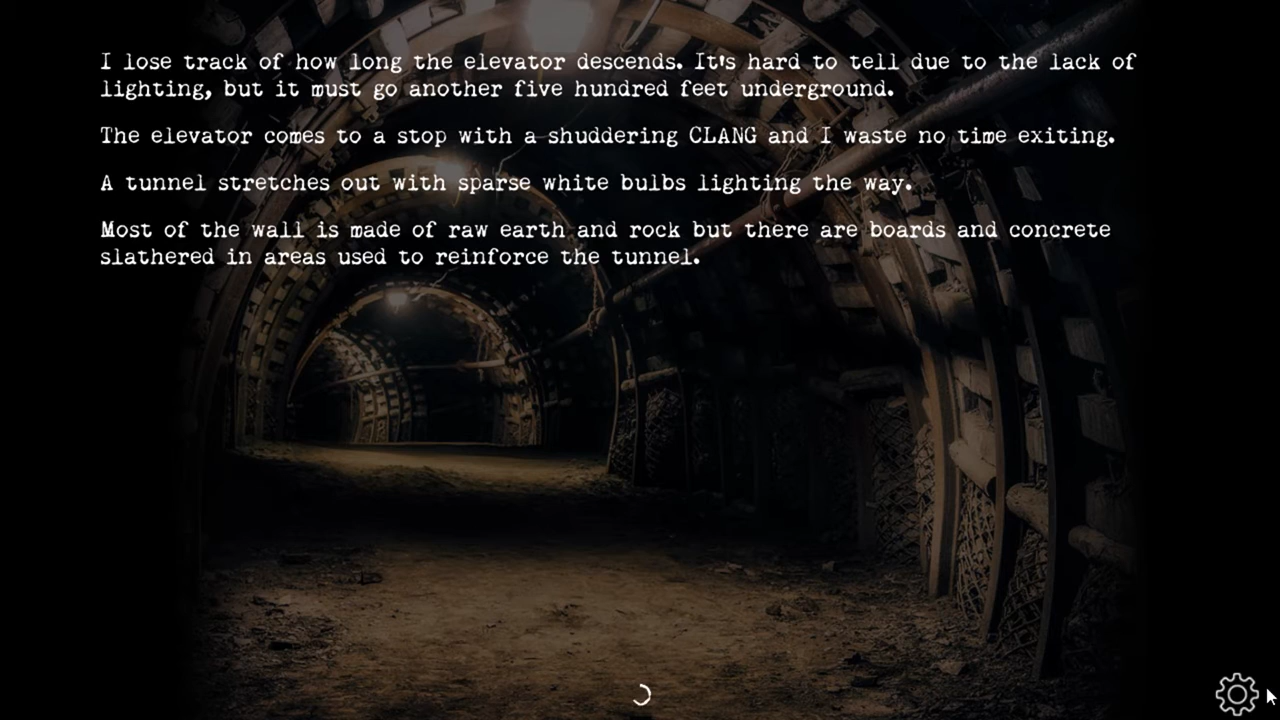 I lose track of how long the elevator descends. It's hard to tell due to the lack of
lighting, but it must go another five hundred feet underground.
The elevator comes to a stop with a shuddering CLANG and I waste no time exiting.
A tunnel stretches out with sparse white bulbs lighting the way.
Most of the wall is made of raw earth and rock but there are boards and concrete
slathered in areas used to reinforce the tunnel.